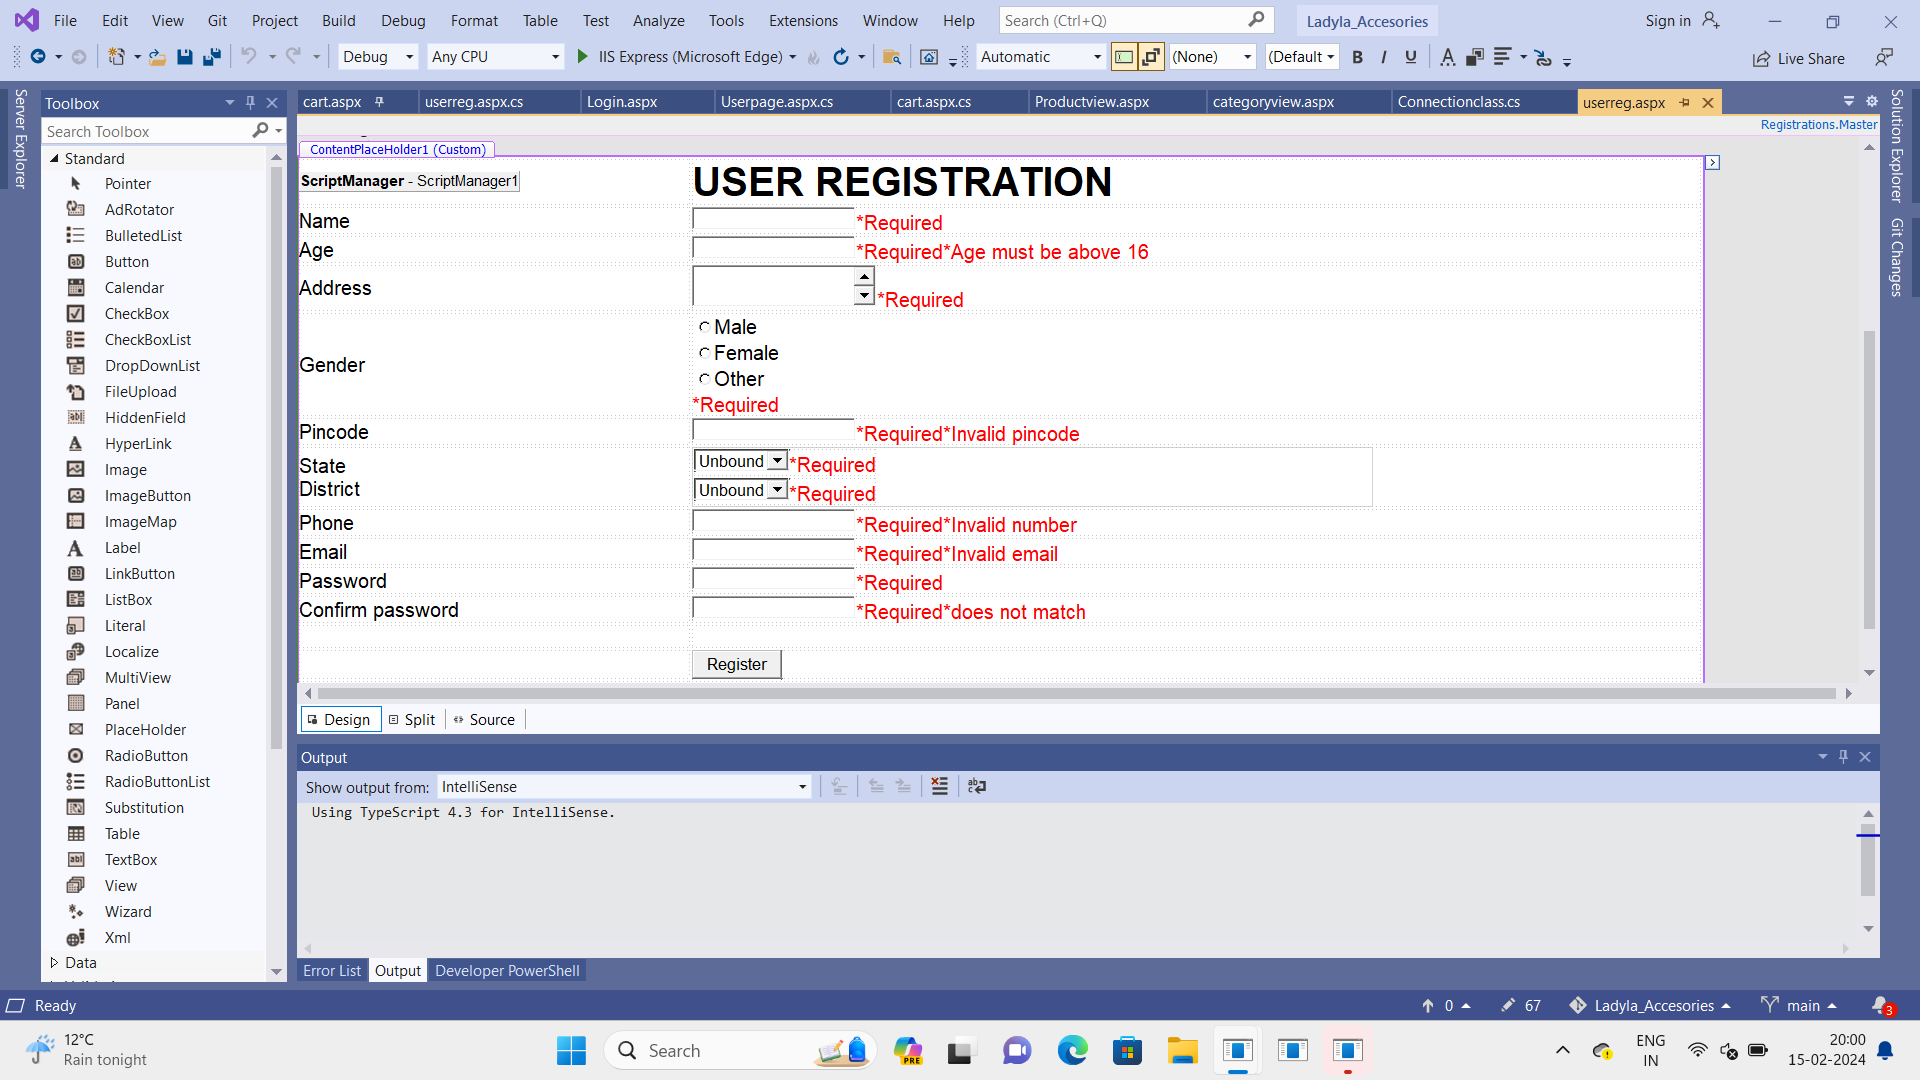 File Edit View Git Project Build Debug Format Table Test Analyze Tools Extensions Window Help Search (Ctrl+Q) Ladyla_Accesories Sign in
Debug Any CPU IIS Express (Microsoft Edge) Automatic (None) (Default B I U A Live Share
Server Explorer
Toolbox
Search Toolbox
Standard
Pointer
AdRotator
BulletedList
Button
Calendar
CheckBox
CheckBoxList
DropDownList
FileUpload
HiddenField
HyperLink
Image
ImageButton
ImageMap
Label
LinkButton
ListBox
Literal
Localize
MultiView
Panel
PlaceHolder
RadioButton
RadioButtonList
Substitution
Table
TextBox
View
Wizard
Xml
Data
cart.aspx userreg.aspx.cs Login.aspx Userpage.aspx.cs cart.aspx.cs Productview.aspx categoryview.aspx Connectionclass.cs userreg.aspx
Registrations.Master
ContentPlaceHolder1 (Custom)
ScriptManager - ScriptManager1 USER REGISTRATION
Name *Required
Age *Required*Age must be above 16
Address *Required
Gender
Male
Female
Other
*Required
Pincode *Required*Invalid pincode
State Unbound *Required
District Unbound *Required
Phone *Required*Invalid number
Email *Required*Invalid email
Password *Required
Confirm password *Required*does not match
Register
Design Split Source
Output
Show output from: IntelliSense
Using TypeScript 4.3 for IntelliSense.
Error List Output Developer PowerShell
Solution Explorer
Git Changes
Ready 0 67 Ladyla_Accesories main 3
12°C
Rain tonight
Search
PRE
ENG
IN
20:00
15-02-2024